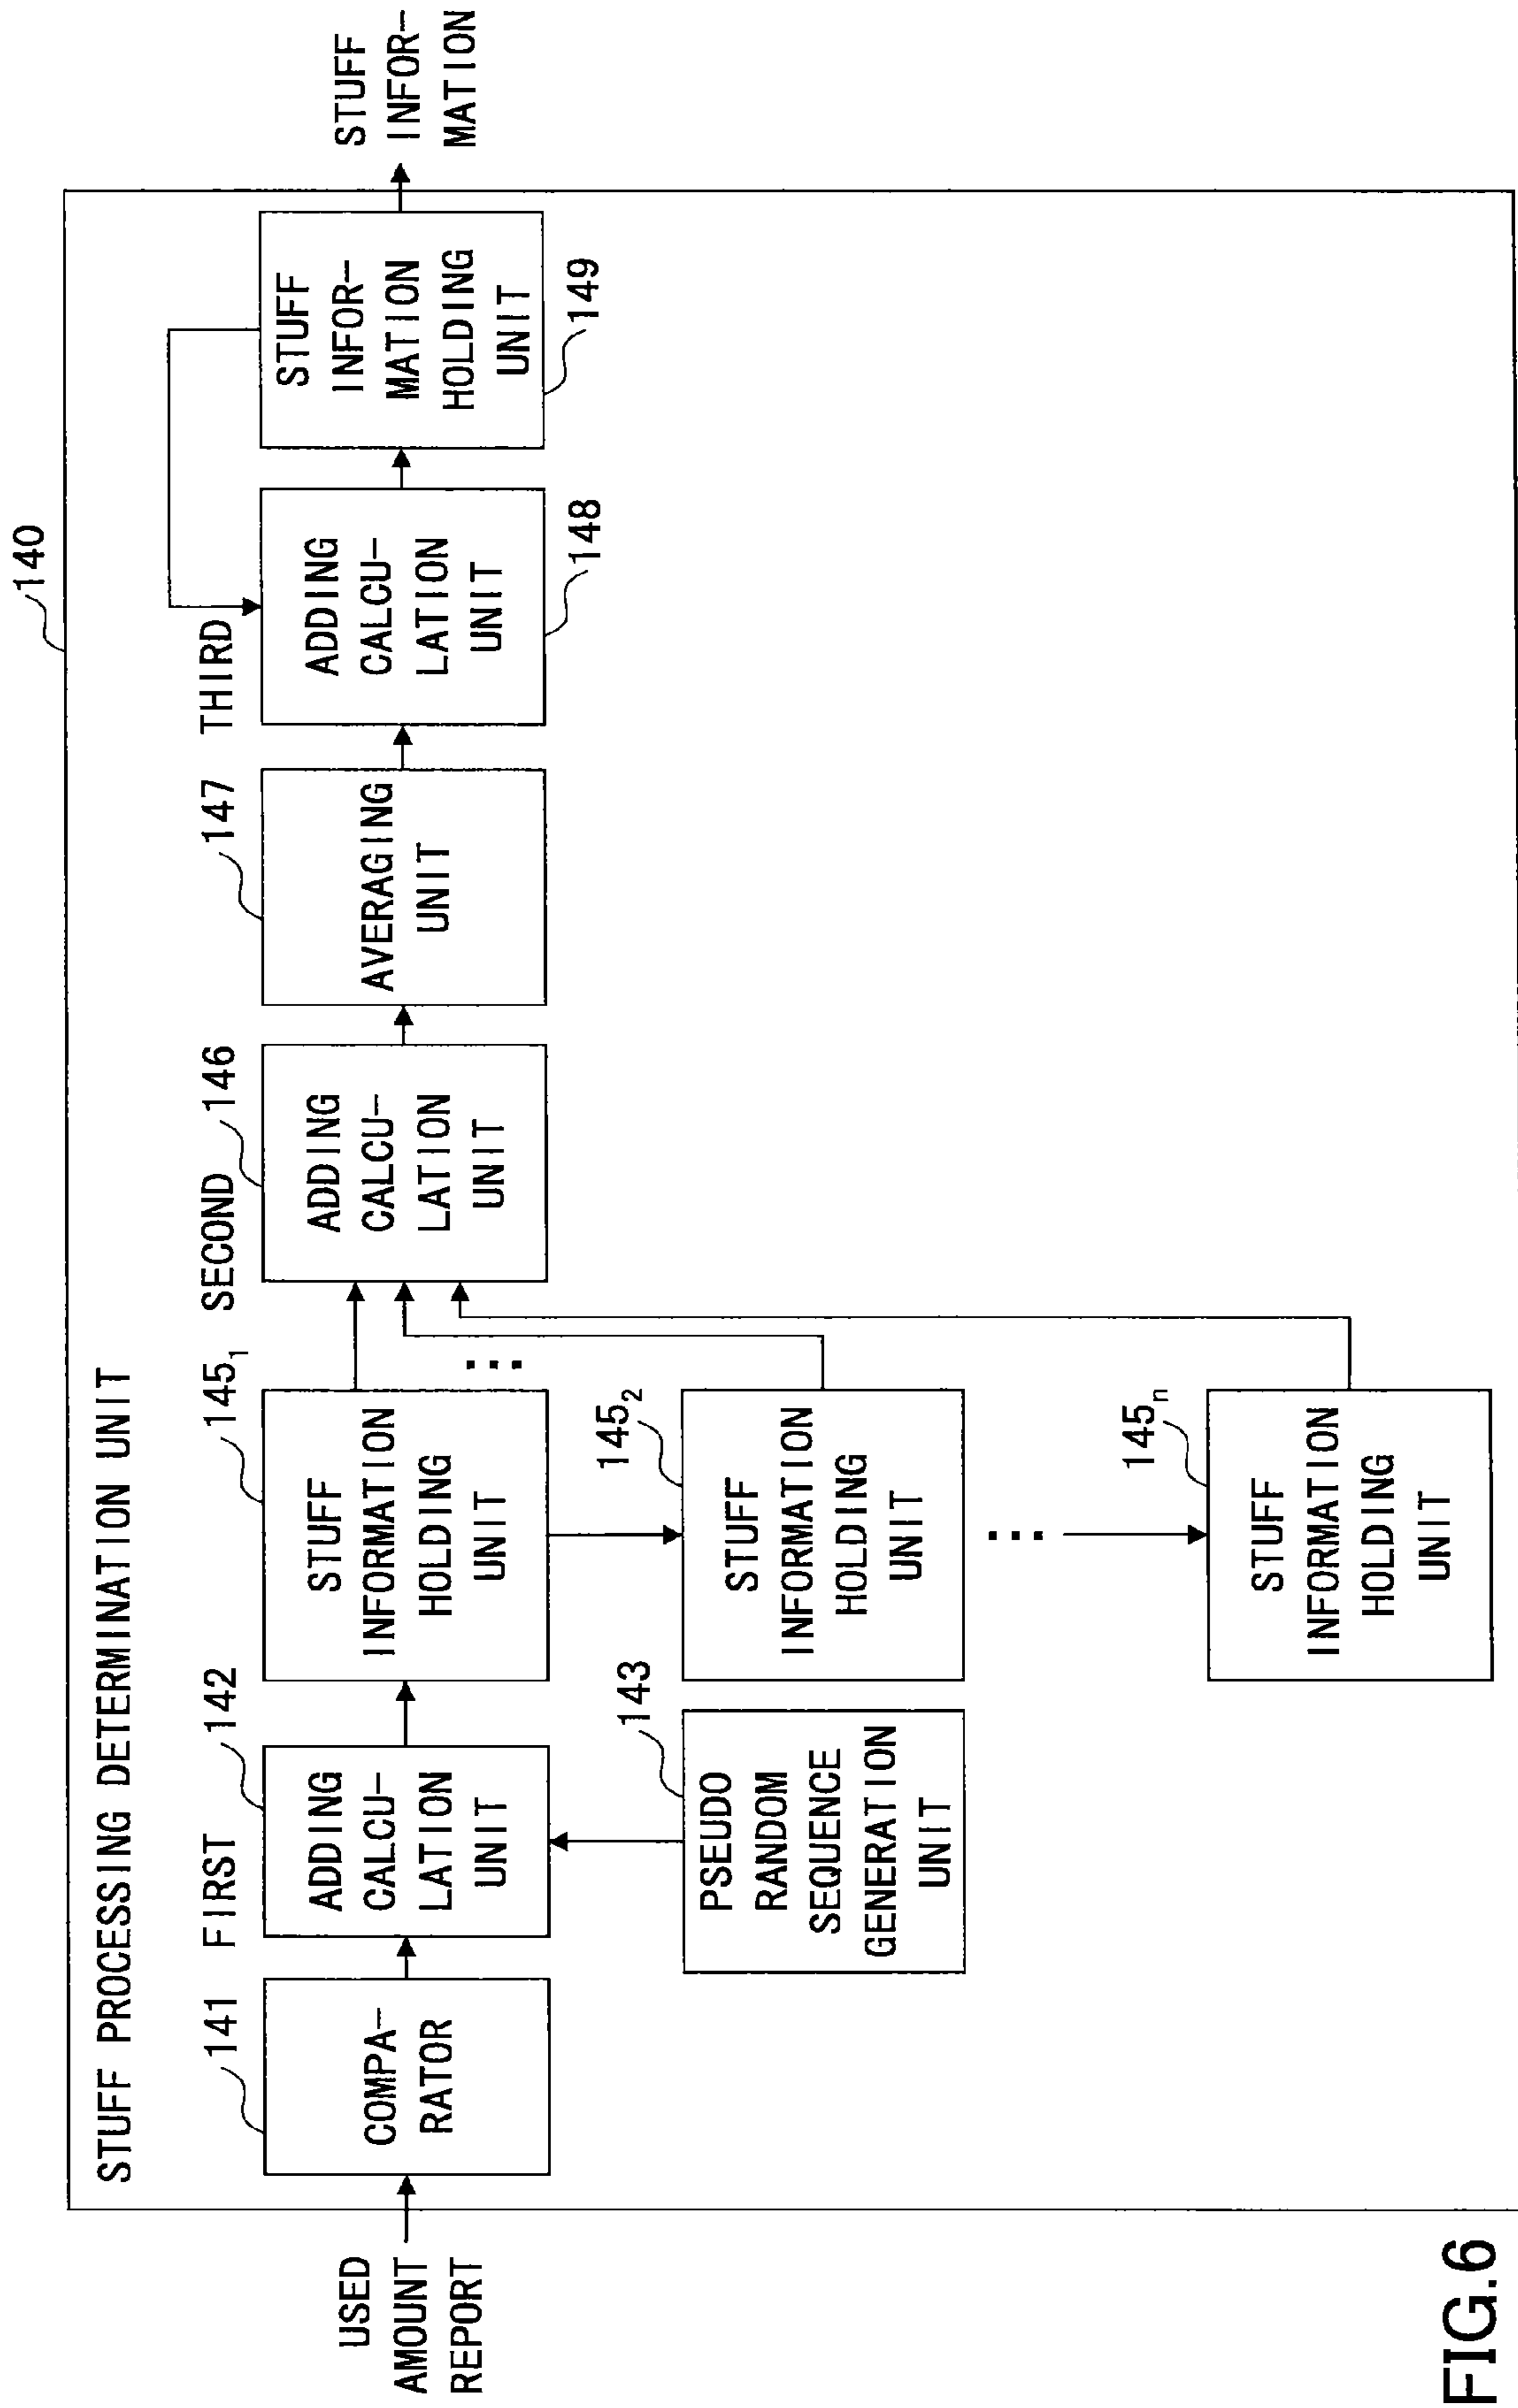 140
STUFF PROCESSING DETERMINATION UNIT
USED
AMOUNT
REPORT
141
COMPA-
RATOR
FIRST
142
ADDING
CALCU-
LATION
UNIT
143
PSEUDO
RANDOM
SEQUENCE
GENERATION
UNIT
145₁
STUFF
INFORMATION
HOLDING
UNIT
145₂
STUFF
INFORMATION
HOLDING
UNIT
145ₙ
STUFF
INFORMATION
HOLDING
UNIT
SECOND
146
ADDING
CALCU-
LATION
UNIT
147
AVERAGING
UNIT
THIRD
ADDING
CALCU-
LATION
UNIT
148
STUFF
INFOR-
MATION
HOLDING
UNIT
149
STUFF
INFOR-
MATION
FIG.6